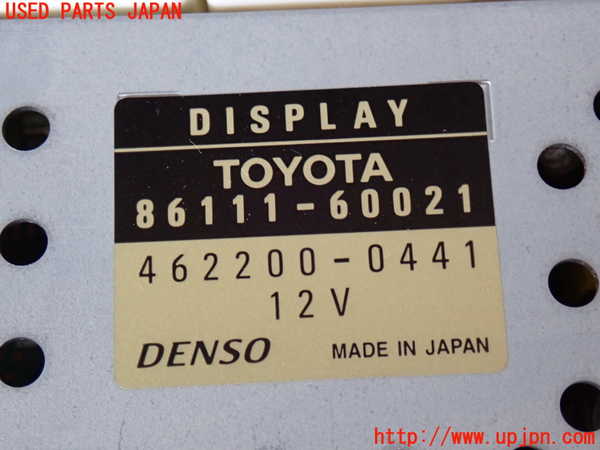 USED PARTS JAPAN
DISPLAY
TOYOTA
86111-60021
462200-0441
12V
DENSO MADE IN JAPAN
http://www.upjpn.com